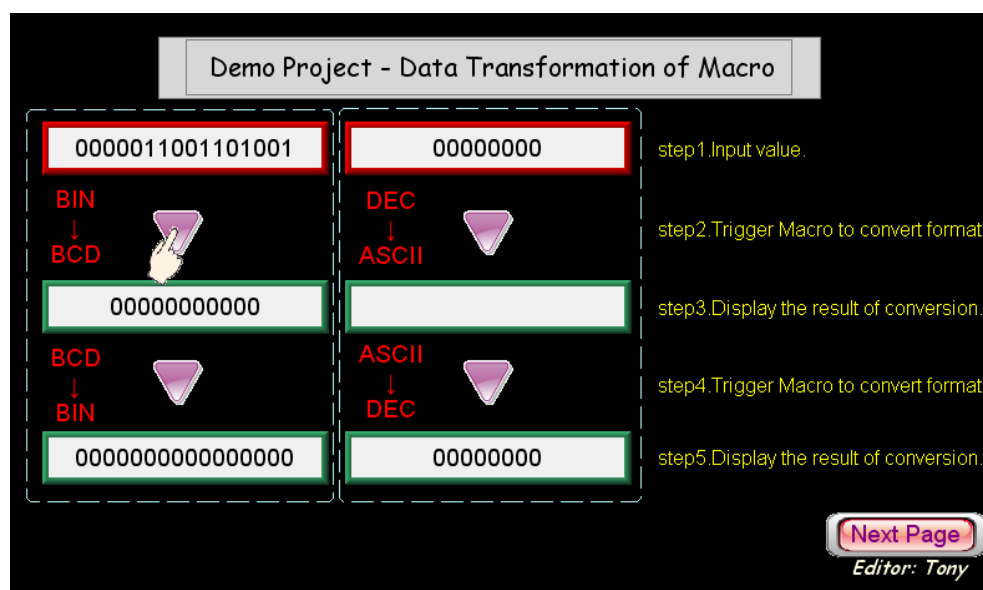 Demo Project - Data Transformation of Macro
0000011001101001
00000000
step1.Input value.
BIN
↓
BCD
DEC
↓
ASCII
step2.Trigger Macro to convert format
00000000000
step3.Display the result of conversion.
BCD
↓
BIN
ASCII
↓
DEC
step4.Trigger Macro to convert format
0000000000000000
00000000
step5.Display the result of conversion.
Next Page
Editor: Tony